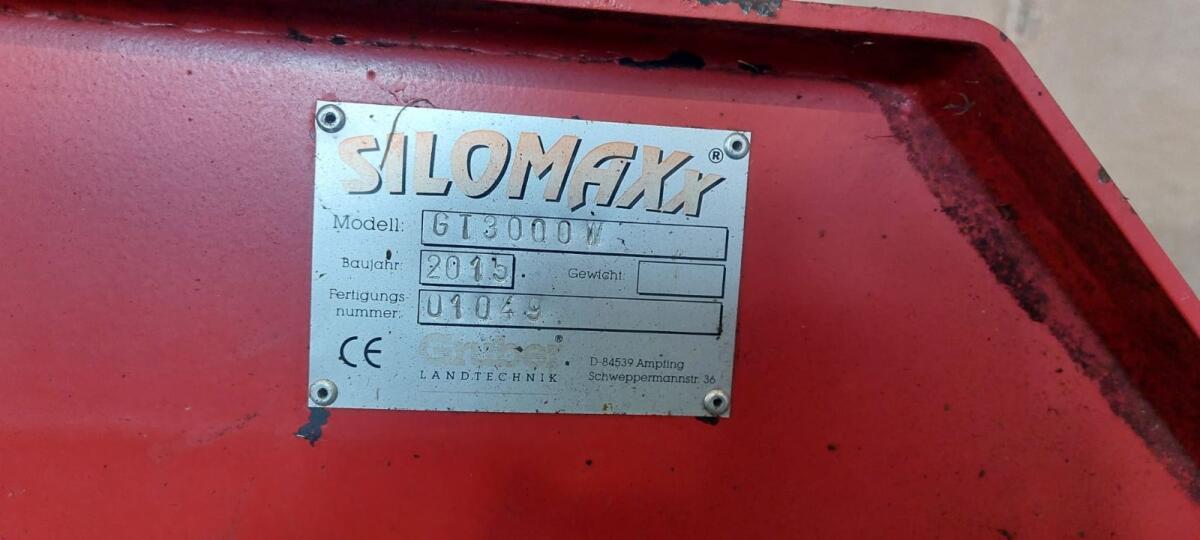 SILOMAXX®
Modell: GT3000W
Baujahr: 2015 Gewicht:
Fertigungs-
nummer: 01049
CE Gruber®
LANDTECHNIK
D-84539 Ampfing
Schweppermannstr. 36